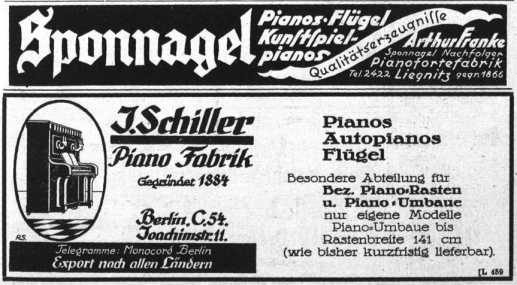 Sponnagel
Pianos-Flügel
Kunstspiel-
pianos
Qualitätserzeugnisse
Arthur Franke
Sponnagel Nachfolger
Pianofortefabrik
Tel. 2422 Liegnitz gegr. 1866
J. Schiller
Piano Fabrik
Gegründet 1884
Berlin, C. 54.
Joachimstr. 11.
R.S.
Telegramme: Monocord Berlin
Export nach allen Ländern
Pianos
Autopianos
Flügel
Besondere Abteilung für
Bez. Piano-Rasten
u. Piano-Umbaue
nur eigene Modelle
Piano-Umbaue bis
Rastenbreite 141 cm
(wie bisher kurzfristig lieferbar).
[L 459